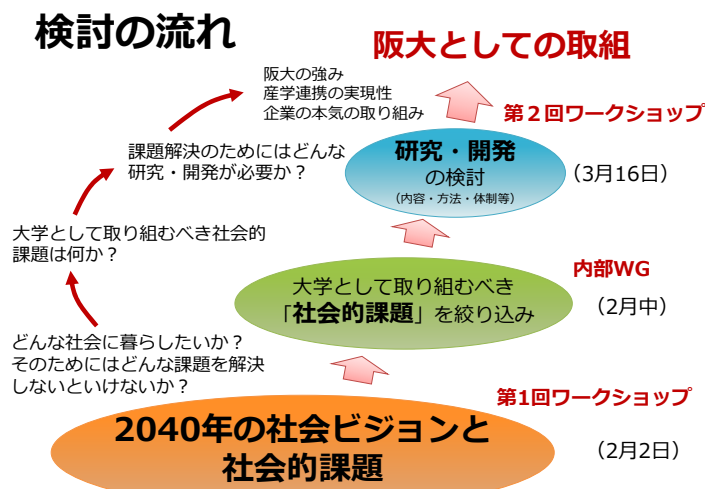 検討の流れ
阪大としての取組
阪大の強み
産学連携の実現性
企業の本気の取り組み
第２回ワークショップ
課題解決のためにはどんな
研究・開発が必要か？
研究・開発
の検討
（内容・方法・体制等）
（3月16日）
大学として取り組むべき社会的
課題は何か？
内部WG
大学として取り組むべき
「社会的課題」を絞り込み
（2月中）
どんな社会に暮らしたいか？
そのためにはどんな課題を解決
しないといけないか？
第1回ワークショップ
2040年の社会ビジョンと
社会的課題
（2月2日）